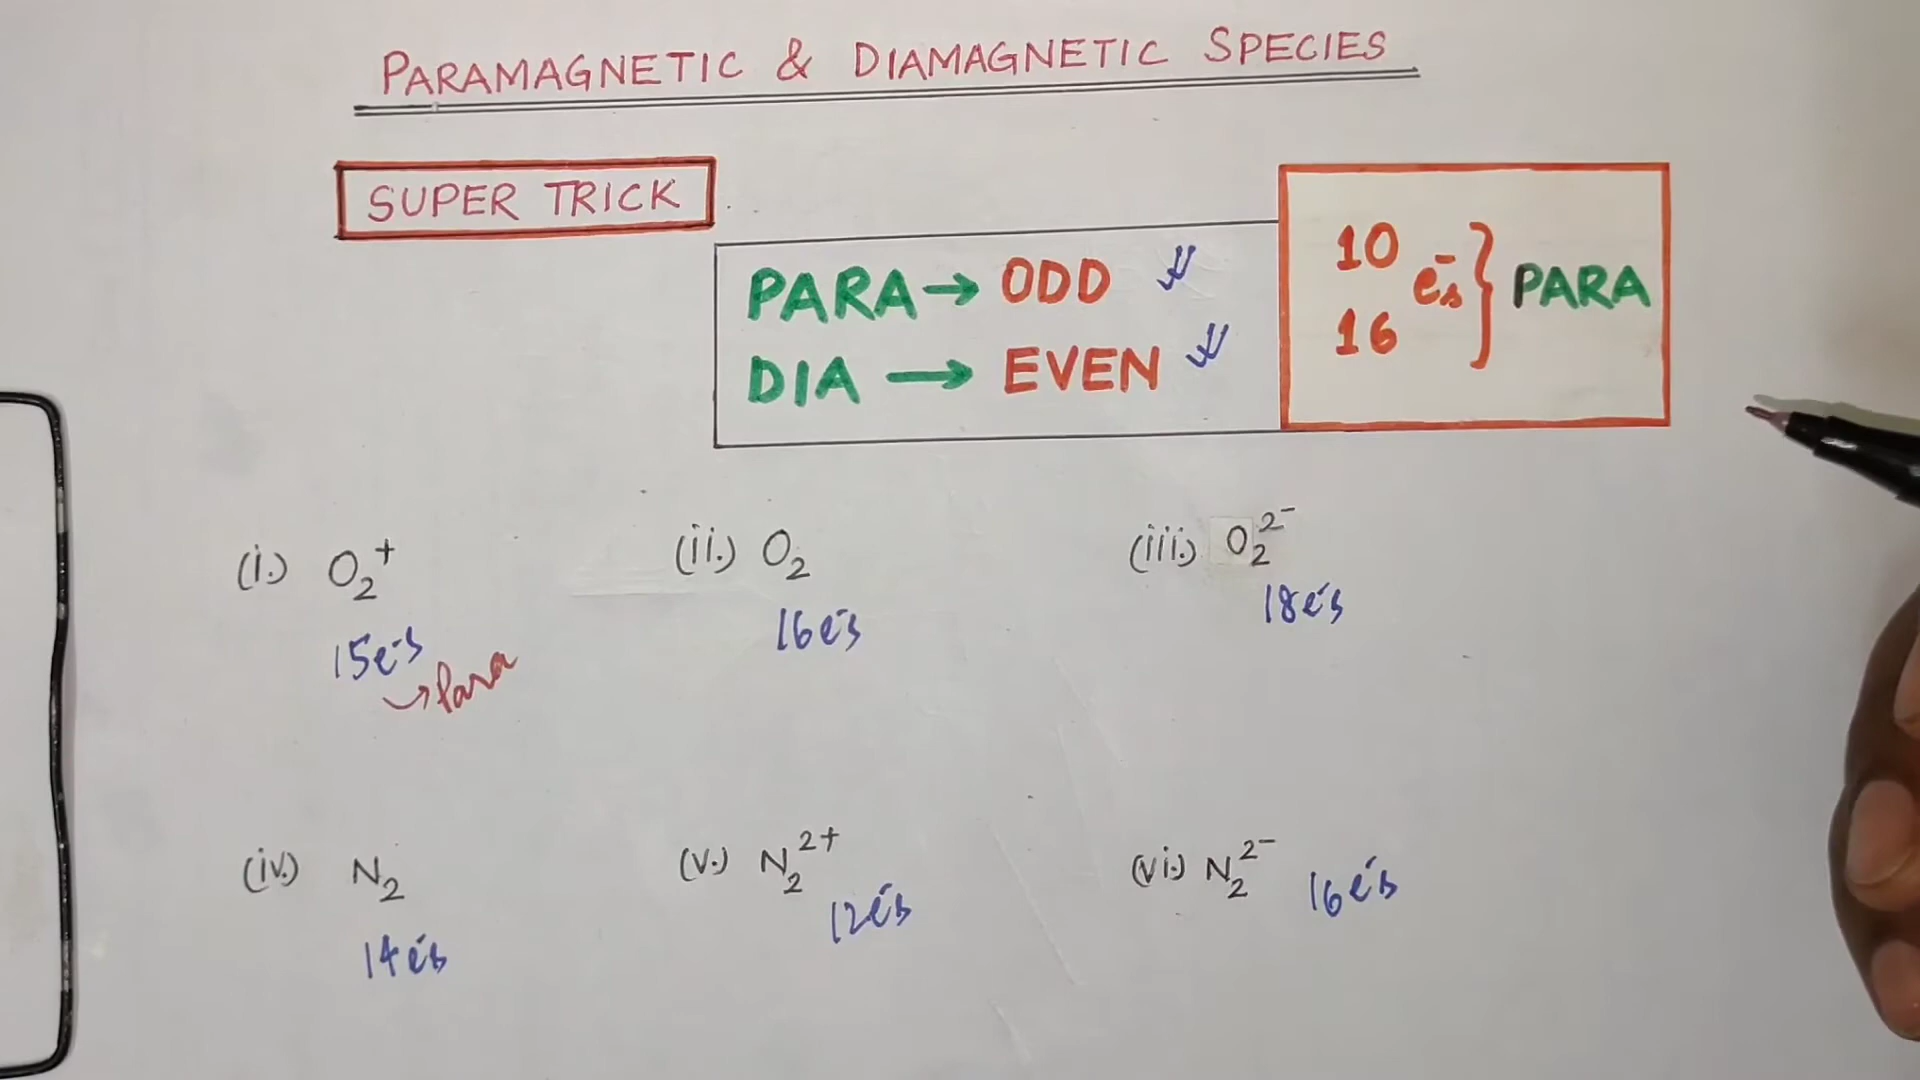 PARAMAGNETIC & DIAMAGNETIC SPECIES
SUPER TRICK
PARA → ODD
DIA → EVEN
10
16
e⁻s } PARA
(i.) O₂⁺
15e⁻s
→ Para
(ii.) O₂
16e⁻s
(iii.) O₂²⁻
18e⁻s
(iv.) N₂
14e⁻s
(v.) N₂²⁺
12e⁻s
(vi.) N₂²⁻ 16e⁻s